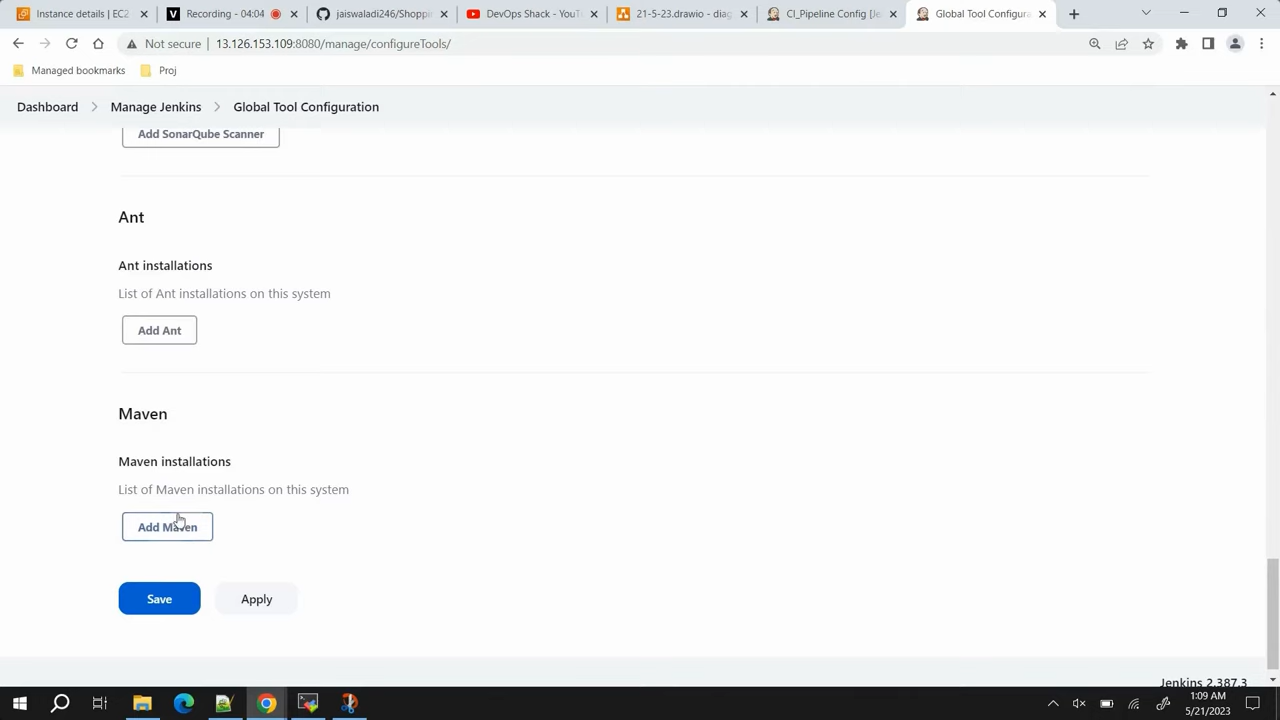 Instance details | EC2
Recording - 04:04
jaiswaladi246/Shoppi
DevOps Shack - YouT
21-5-23.drawio - diag
CI_Pipeline Config [Je
Global Tool Configura
Not secure
13.126.153.109:8080/manage/configureTools/
Managed bookmarks
Proj
Dashboard
Manage Jenkins
Global Tool Configuration
Add SonarQube Scanner
Ant
Ant installations
List of Ant installations on this system
Add Ant
Maven
Maven installations
List of Maven installations on this system
Add Maven
Save
Apply
Jenkins 2.387.3
1:09 AM
5/21/2023